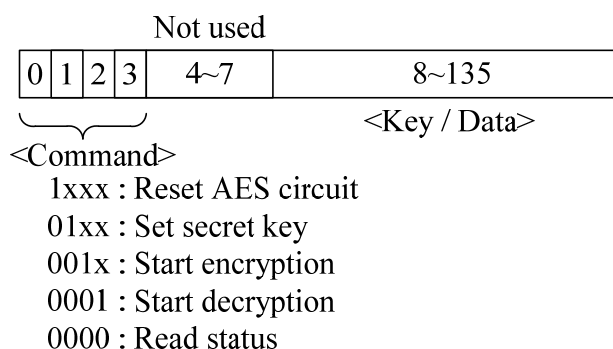 Not used
0 1 2 3 4~7 8~135
<Key / Data>
<Command>
1xxx : Reset AES circuit
01xx : Set secret key
001x : Start encryption
0001 : Start decryption
0000 : Read status